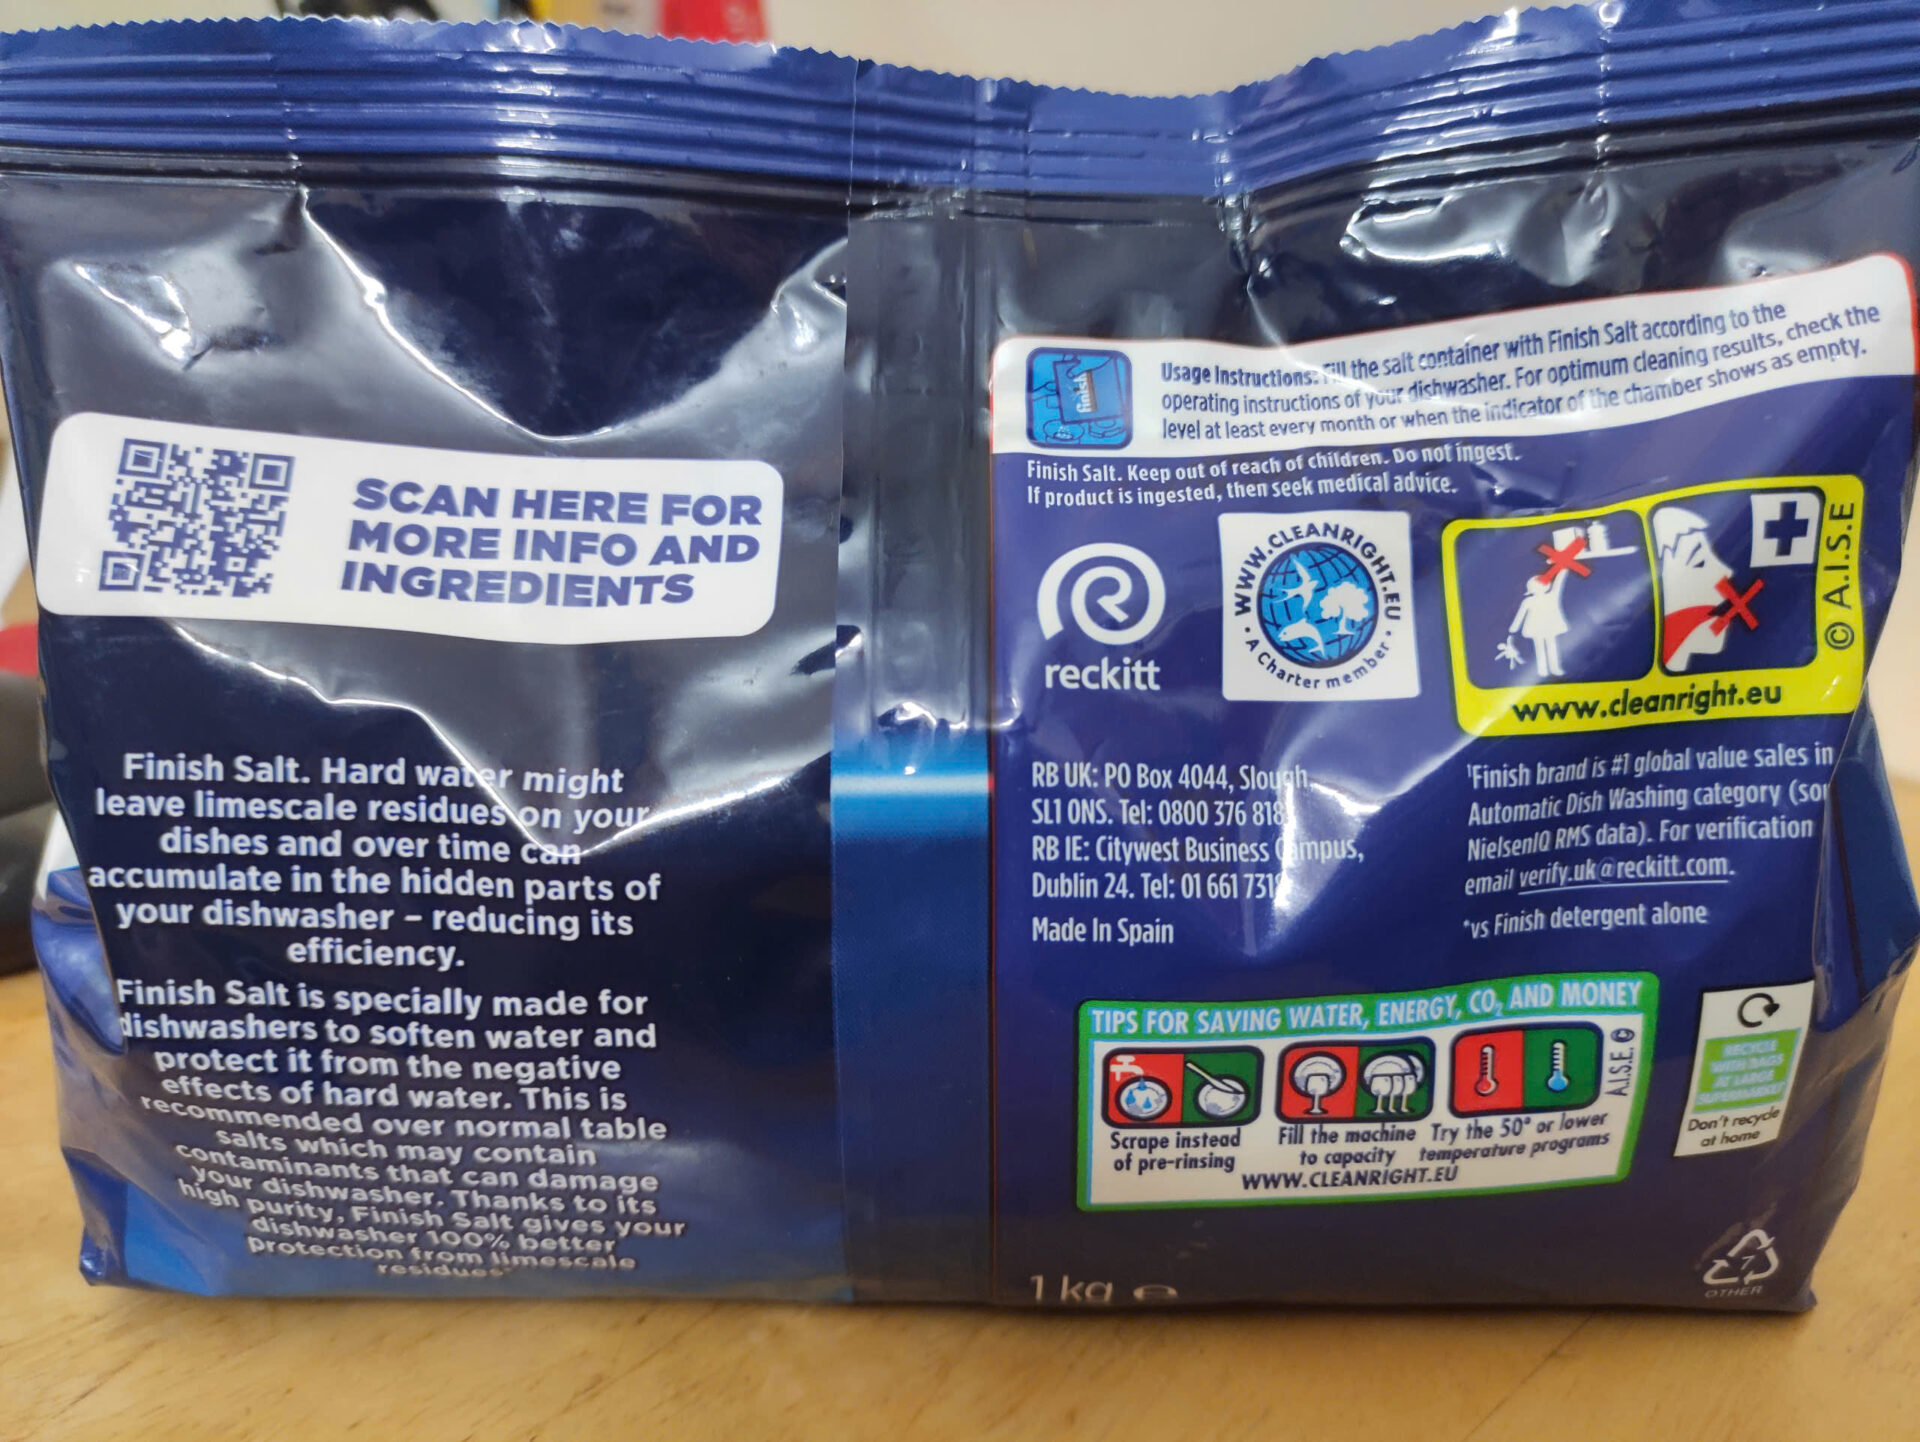 SCAN HERE FOR
MORE INFO AND
INGREDIENTS
Finish Salt. Hard water might
leave limescale residues on your
dishes and over time can
accumulate in the hidden parts of
your dishwasher – reducing its
efficiency.
Finish Salt is specially made for
dishwashers to soften water and
protect it from the negative
effects of hard water. This is
recommended over normal table
salts which may contain
contaminants that can damage
your dishwasher. Thanks to its
high purity, Finish Salt gives your
dishwasher 100% better
protection from limescale
residues*
finish
Usage Instructions: Fill the salt container with Finish Salt according to the
operating instructions of your dishwasher. For optimum cleaning results, check the
level at least every month or when the indicator of the chamber shows as empty.
Finish Salt. Keep out of reach of children. Do not ingest.
If product is ingested, then seek medical advice.
reckitt
WWW.CLEANRIGHT.EU
• A Charter member •
© A.I.S.E
www.cleanright.eu
RB UK: PO Box 4044, Slough,
SL1 0NS. Tel: 0800 376 818
RB IE: Citywest Business Campus,
Dublin 24. Tel: 01 661 731
Made In Spain
¹Finish brand is #1 global value sales in
Automatic Dish Washing category
NielsenIQ RMS data). For verification
email verify.uk@reckitt.com.
*vs Finish detergent alone
TIPS FOR SAVING WATER, ENERGY, CO₂ AND MONEY
Scrape instead
of pre-rinsing
Fill the machine
to capacity
Try the 50° or lower
temperature programs
WWW.CLEANRIGHT.EU
A.I.S.E. ©
RECYCLE
WITH BAGS
AT LARGE
SUPERMARKET
Don't recycle
at home
1 kg ℮
7
OTHER